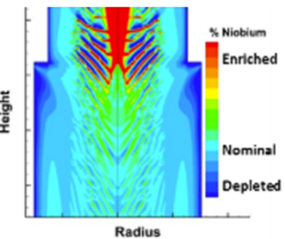 % Niobium
Enriched
Nominal
Depleted
Height
Radius